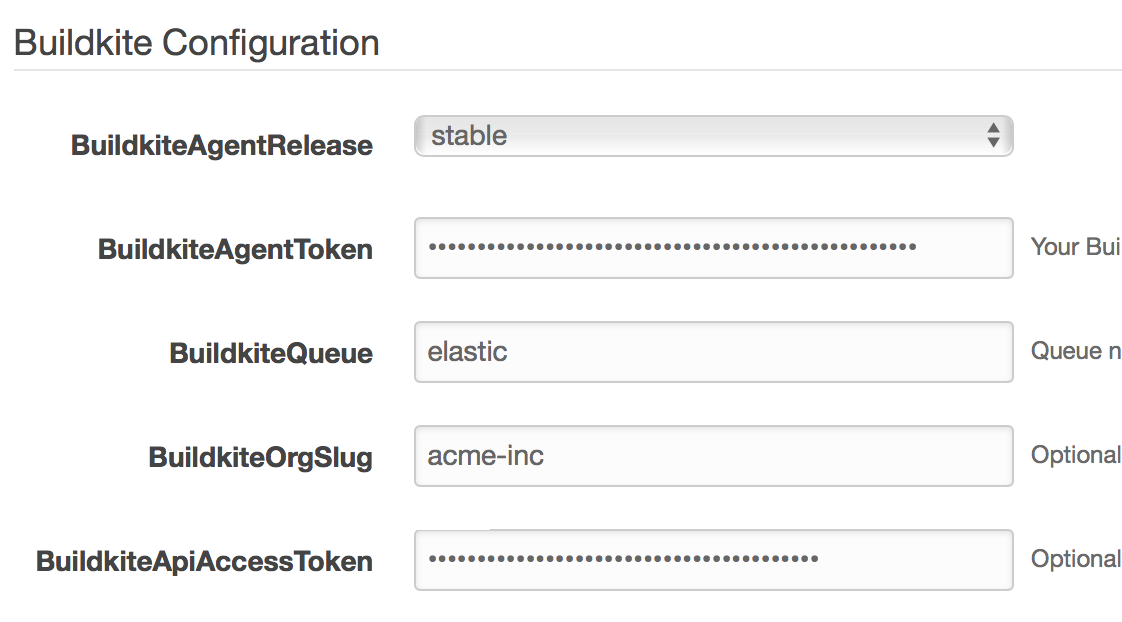 Buildkite Configuration
BuildkiteAgentRelease stable
BuildkiteAgentToken •••••••••••••••••••••••••••••••••••••••••••••••••• Your Bui
BuildkiteQueue elastic Queue n
BuildkiteOrgSlug acme-inc Optional
BuildkiteApiAccessToken •••••••••••••••••••••••••••••••••••••••• Optional